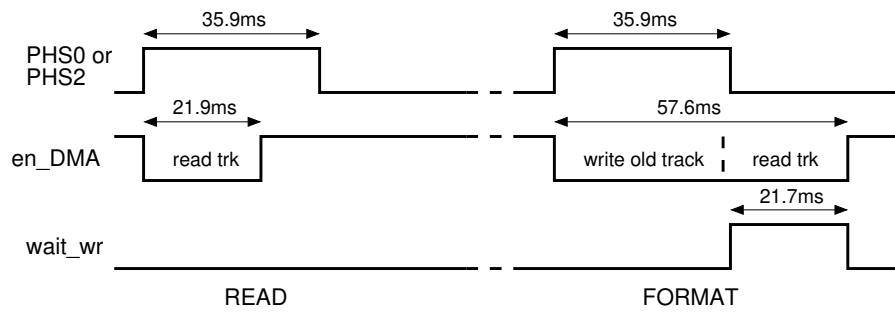 35.9ms 35.9ms
PHS0 or
PHS2
21.9ms 57.6ms
en_DMA read trk write old track read trk
21.7ms
wait_wr
READ FORMAT